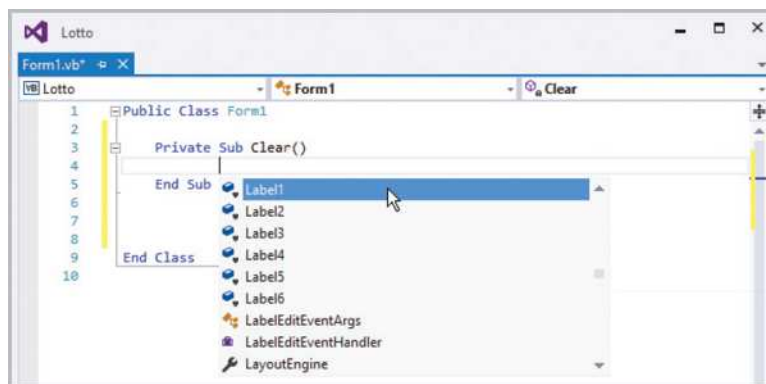 Lotto
Form1.vb*
VB Lotto
Form1
Clear
1 Public Class Form1
2
3 Private Sub Clear()
4
5 End Sub
6
7
8
9 End Class
10
Label1
Label2
Label3
Label4
Label5
Label6
LabelEditEventArgs
LabelEditEventHandler
LayoutEngine